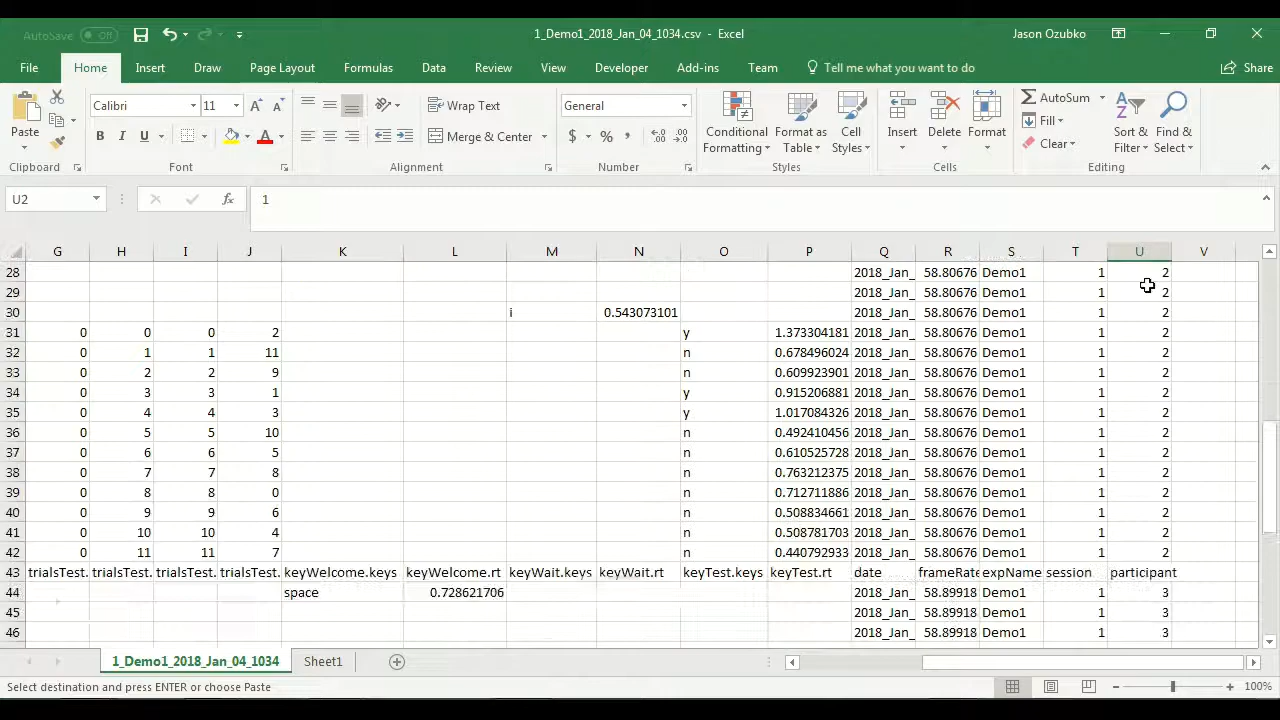 AutoSave Off 1_Demo1_2018_Jan_04_1034.csv - Excel Jason Ozubko
File Home Insert Draw Page Layout Formulas Data Review View Developer Add-ins Team Tell me what you want to do Share
Calibri 11 Wrap Text General AutoSum
Paste B I U Merge & Center $ % Conditional Formatting Format as Table Cell Styles Insert Delete Format Fill Clear Sort & Filter Find & Select
Clipboard Font Alignment Number Styles Cells Editing
U2 fx 1
G H I J K L M N O P Q R S T U V
28 2018_Jan_ 58.80676 Demo1 1 2
29 2018_Jan_ 58.80676 Demo1 1 2
30 i 0.543073101 2018_Jan_ 58.80676 Demo1 1 2
31 0 0 0 2 y 1.373304181 2018_Jan_ 58.80676 Demo1 1 2
32 0 1 1 11 n 0.678496024 2018_Jan_ 58.80676 Demo1 1 2
33 0 2 2 9 n 0.609923901 2018_Jan_ 58.80676 Demo1 1 2
34 0 3 3 1 y 0.915206881 2018_Jan_ 58.80676 Demo1 1 2
35 0 4 4 3 y 1.017084326 2018_Jan_ 58.80676 Demo1 1 2
36 0 5 5 10 n 0.492410456 2018_Jan_ 58.80676 Demo1 1 2
37 0 6 6 5 n 0.610525728 2018_Jan_ 58.80676 Demo1 1 2
38 0 7 7 8 n 0.763212375 2018_Jan_ 58.80676 Demo1 1 2
39 0 8 8 0 n 0.712711886 2018_Jan_ 58.80676 Demo1 1 2
40 0 9 9 6 n 0.508834661 2018_Jan_ 58.80676 Demo1 1 2
41 0 10 10 4 n 0.508781703 2018_Jan_ 58.80676 Demo1 1 2
42 0 11 11 7 n 0.440792933 2018_Jan_ 58.80676 Demo1 1 2
43 trialsTest. trialsTest. trialsTest. trialsTest. keyWelcome.keys keyWelcome.rt keyWait.keys keyWait.rt keyTest.keys keyTest.rt date frameRate expName session participant
44 space 0.728621706 2018_Jan_ 58.89918 Demo1 1 3
45 2018_Jan_ 58.89918 Demo1 1 3
46 2018_Jan_ 58.89918 Demo1 1 3
1_Demo1_2018_Jan_04_1034 Sheet1
Select destination and press ENTER or choose Paste 100%